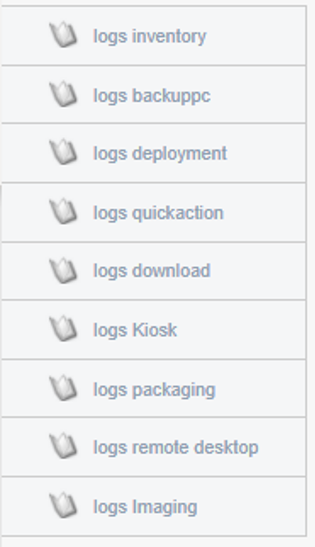 logs inventory
logs backuppc
logs deployment
logs quickaction
logs download
logs Kiosk
logs packaging
logs remote desktop
logs Imaging